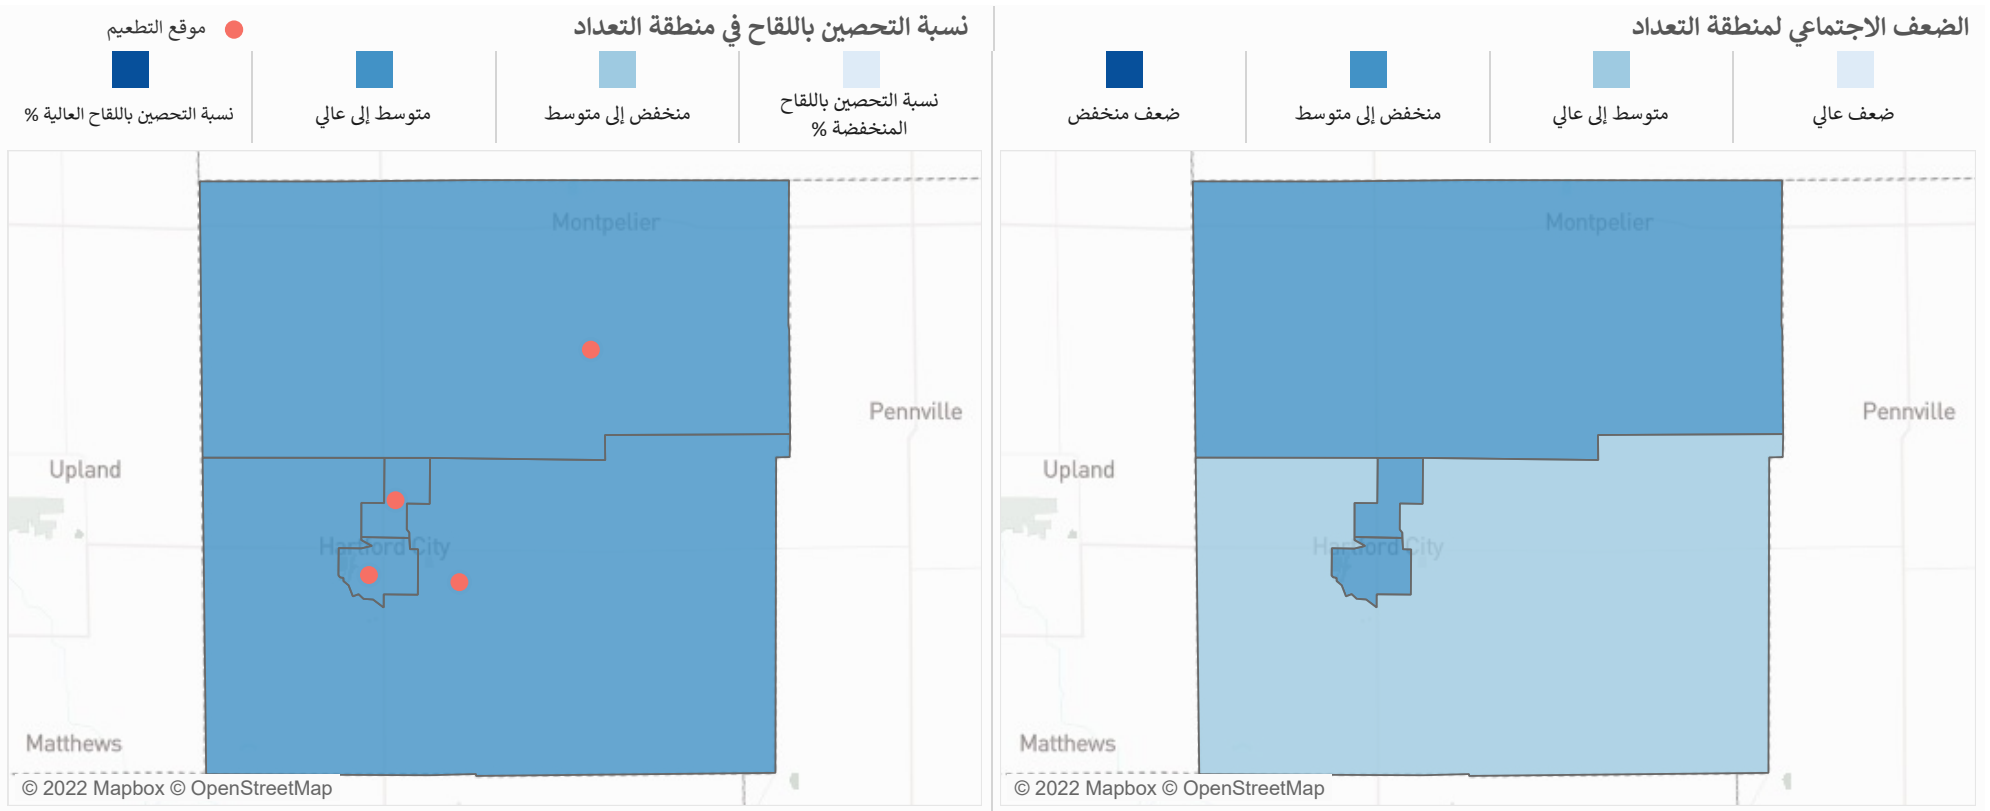 الضعف الاجتماعي لمنطقة التعداد
ضعف عالي
متوسط إلى عالي
منخفض إلى متوسط
ضعف منخفض
Montpelier
Pennville
Upland
Hartford City
Matthews
© 2022 Mapbox © OpenStreetMap
نسبة التحصين باللقاح في منطقة التعداد
موقع التطعيم
نسبة التحصين باللقاح
المنخفضة %
منخفض إلى متوسط
متوسط إلى عالي
نسبة التحصين باللقاح العالية %
Montpelier
Pennville
Upland
Hartford City
Matthews
© 2022 Mapbox © OpenStreetMap